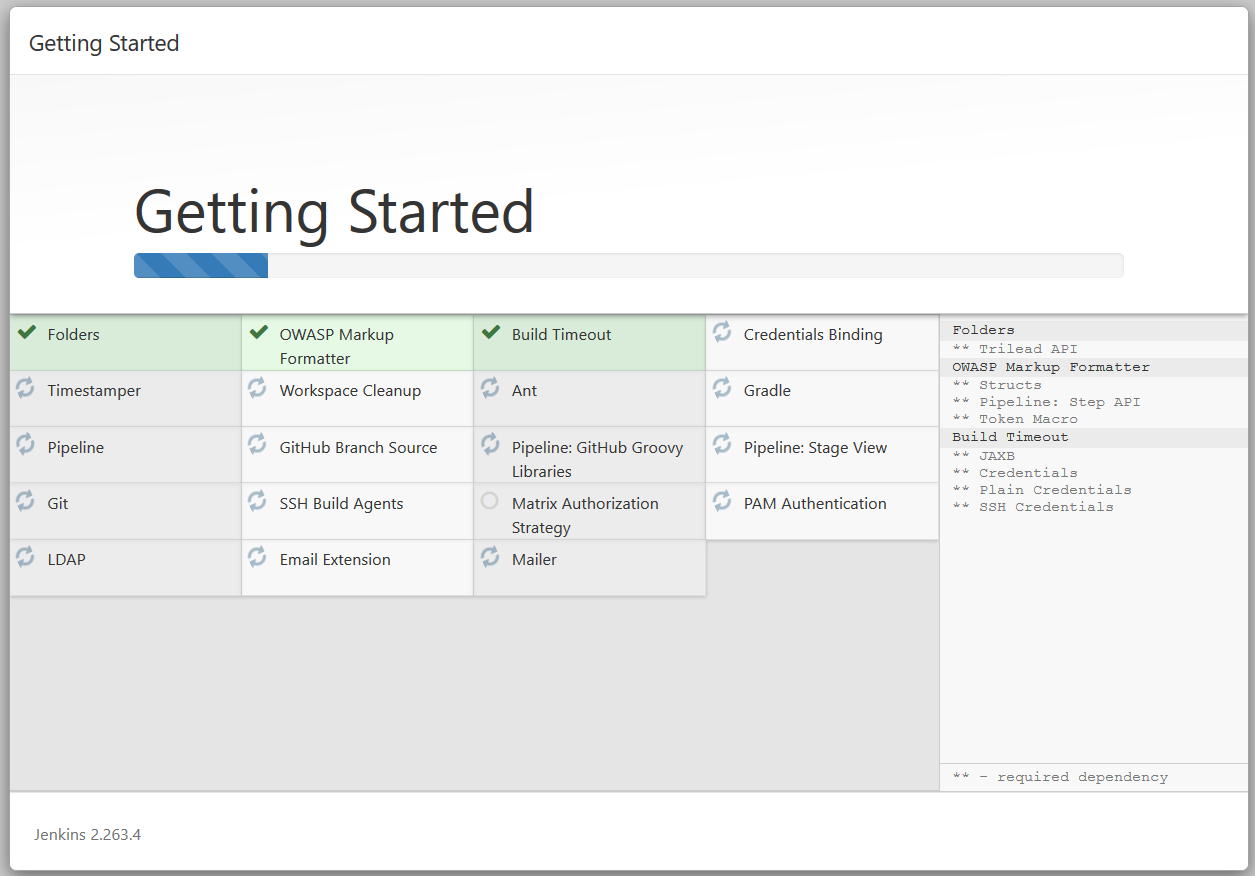 Getting Started
Getting Started
Folders
OWASP Markup
Formatter
Build Timeout
Credentials Binding
Timestamper
Workspace Cleanup
Ant
Gradle
Pipeline
GitHub Branch Source
Pipeline: GitHub Groovy
Libraries
Pipeline: Stage View
Git
SSH Build Agents
Matrix Authorization
Strategy
PAM Authentication
LDAP
Email Extension
Mailer
Folders
** Trilead API
OWASP Markup Formatter
** Structs
** Pipeline: Step API
** Token Macro
Build Timeout
** JAXB
** Credentials
** Plain Credentials
** SSH Credentials
** - required dependency
Jenkins 2.263.4